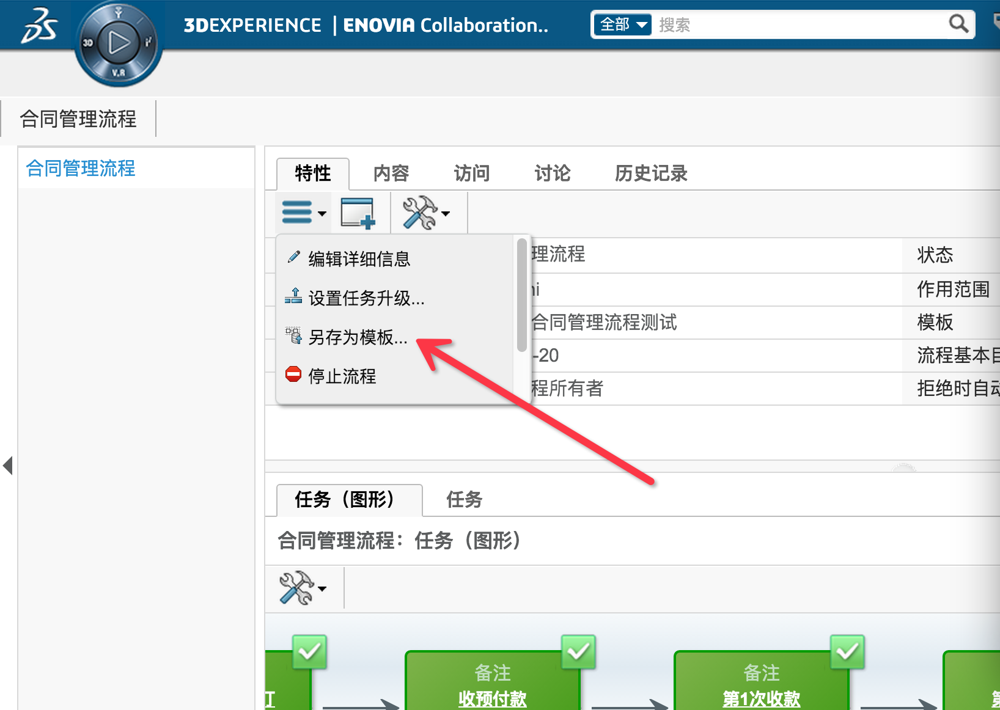 3DEXPERIENCE | ENOVIA Collaboration..
全部 搜索
3D
V.R
合同管理流程
合同管理流程
特性 内容 访问 讨论 历史记录
编辑详细信息
设置任务升级...
另存为模板...
停止流程
理流程 状态
作用范围
合同管理流程测试 模板
-20 流程基本
程所有者 拒绝时自动
任务（图形） 任务
合同管理流程：任务（图形）
备注 备注
收预付款 第1次收款